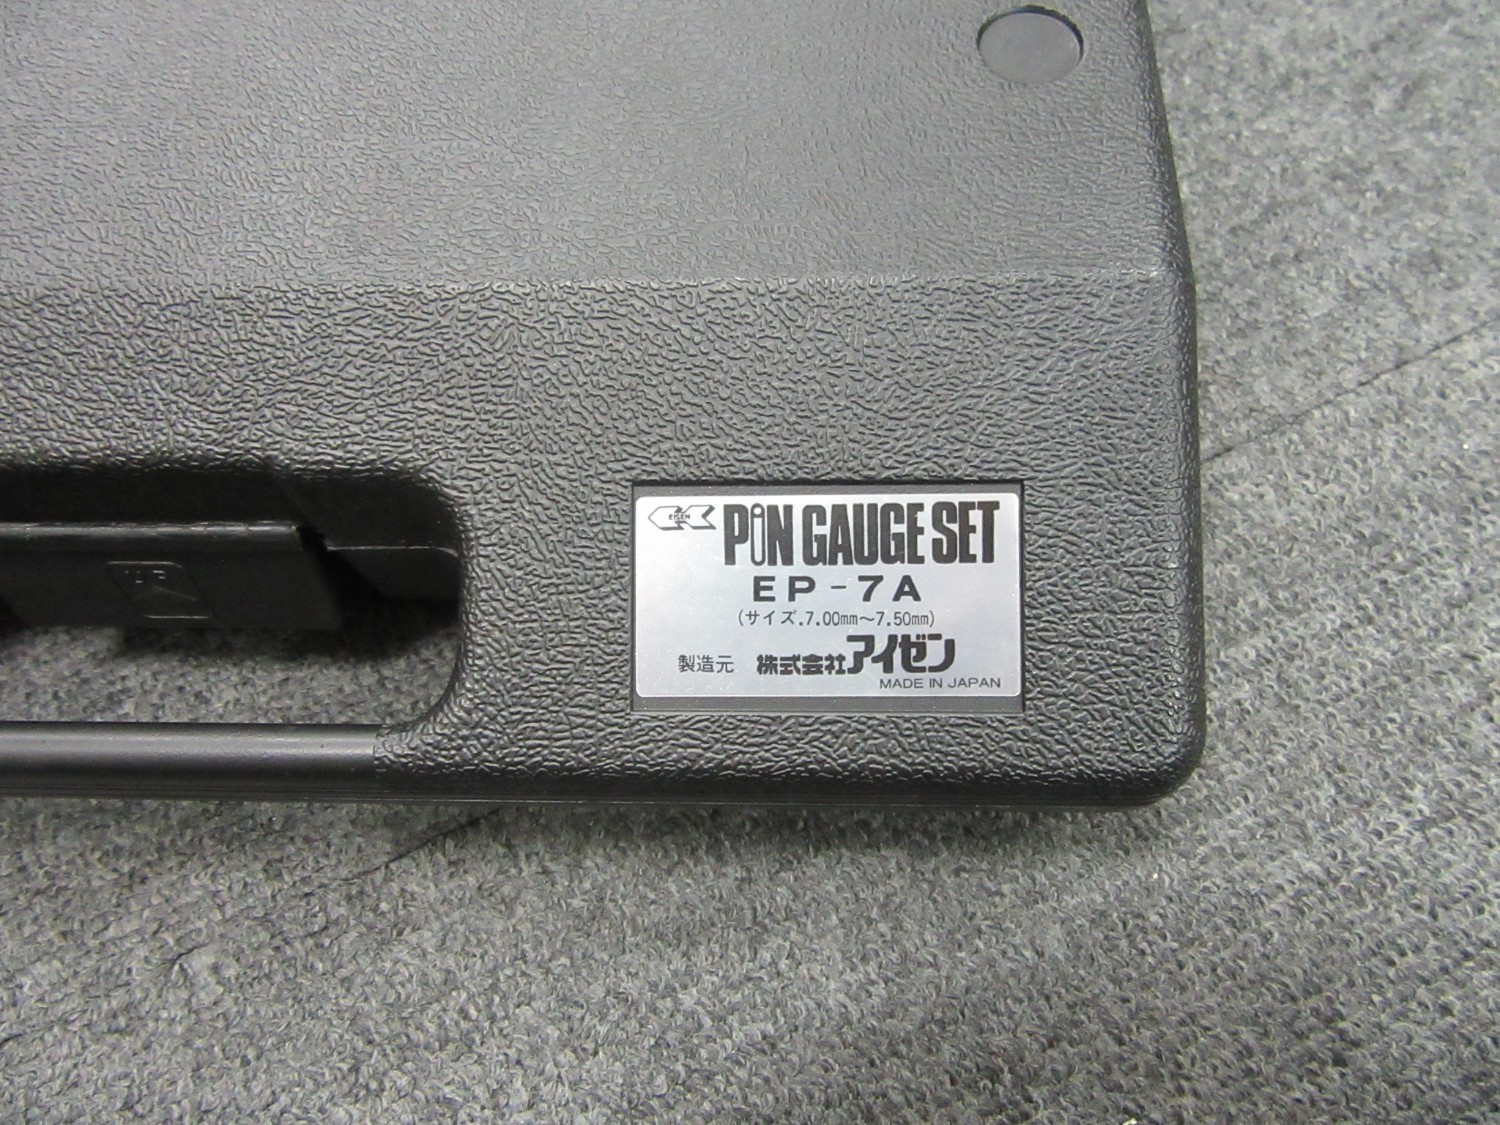 EISEN
PiN GAUGE SET
EP-7A
(サイズ.7.00mm～7.50mm)
製造元 株式会社アイゼン
MADE IN JAPAN